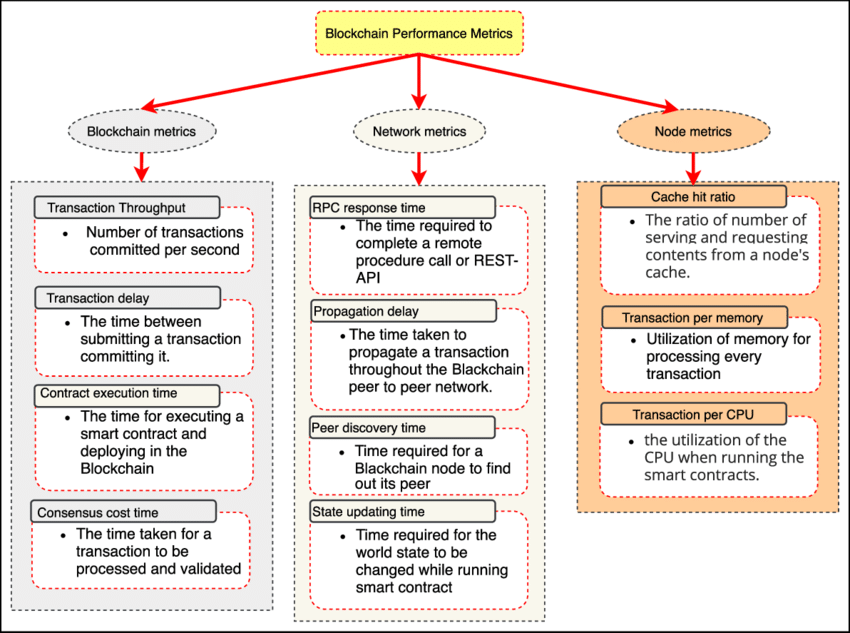 Blockchain Performance Metrics
Blockchain metrics
Network metrics
Node metrics
Transaction Throughput
• Number of transactions
committed per second
Transaction delay
• The time between
submitting a transaction
committing it.
Contract execution time
• The time for executing a
smart contract and
deploying in the
Blockchain
Consensus cost time
• The time taken for a
transaction to be
processed and validated
RPC response time
• The time required to
complete a remote
procedure call or REST-
API
Propagation delay
• The time taken to
propagate a transaction
throughout the Blockchain
peer to peer network.
Peer discovery time
• Time required for a
Blackchain node to find
out its peer
State updating time
• Time required for the
world state to be
changed while running
smart contract
Cache hit ratio
• The ratio of number of
serving and requesting
contents from a node's
cache.
Transaction per memory
• Utilization of memory for
processing every
transaction
Transaction per CPU
• the utilization of the
CPU when running the
smart contracts.